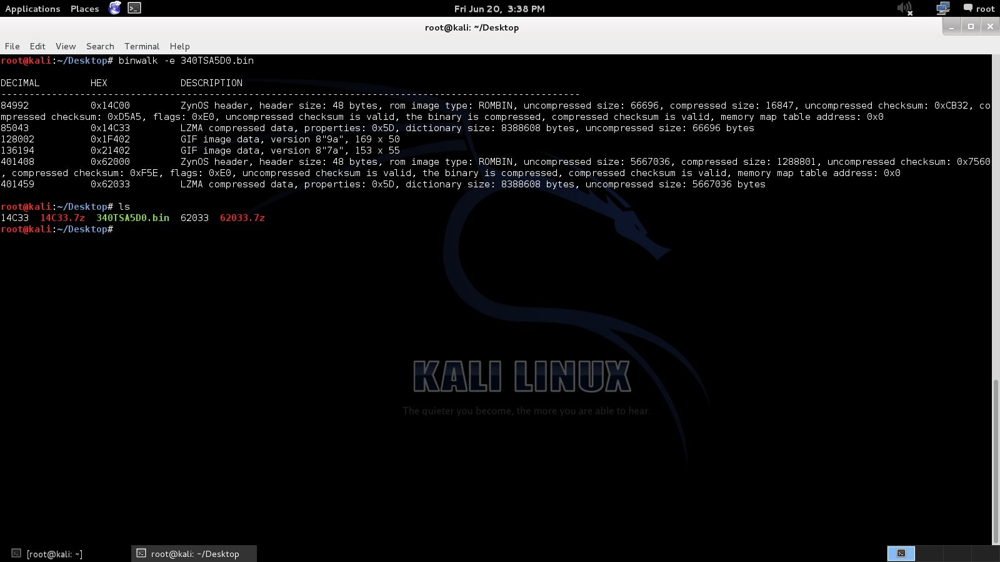 Applications Places Fri Jun 20, 3:38 PM root
root@kali: ~/Desktop
File Edit View Search Terminal Help
root@kali:~/Desktop# binwalk -e 340TSA5D0.bin
DECIMAL HEX DESCRIPTION
-------------------------------------------------------------------------------------------------------
84992 0x14C00 ZynOS header, header size: 48 bytes, rom image type: ROMBIN, uncompressed size: 66696, compressed size: 16847, uncompressed checksum: 0xCB32, co
mpressed checksum: 0xD5A5, flags: 0xE0, uncompressed checksum is valid, the binary is compressed, compressed checksum is valid, memory map table address: 0x0
85043 0x14C33 LZMA compressed data, properties: 0x5D, dictionary size: 8388608 bytes, uncompressed size: 66696 bytes
128002 0x1F402 GIF image data, version 8"9a", 169 x 50
136194 0x21402 GIF image data, version 8"7a", 153 x 55
401408 0x62000 ZynOS header, header size: 48 bytes, rom image type: ROMBIN, uncompressed size: 5667036, compressed size: 1288801, uncompressed checksum: 0x7560
, compressed checksum: 0xF5E, flags: 0xE0, uncompressed checksum is valid, the binary is compressed, compressed checksum is valid, memory map table address: 0x0
401459 0x62033 LZMA compressed data, properties: 0x5D, dictionary size: 8388608 bytes, uncompressed size: 5667036 bytes
root@kali:~/Desktop# ls
14C33 14C33.7z 340TSA5D0.bin 62033 62033.7z
root@kali:~/Desktop#
KALI LINUX
The quieter you become, the more you are able to hear.
[root@kali: ~] root@kali: ~/Desktop